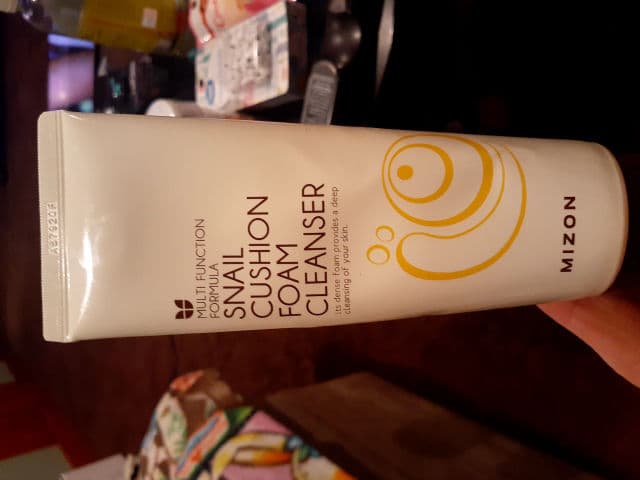 MULTI FUNCTION
FORMULA
SNAIL
CUSHION
FOAM
CLEANSER
Its dense foam provides a deep
cleansing of your skin.
MIZON